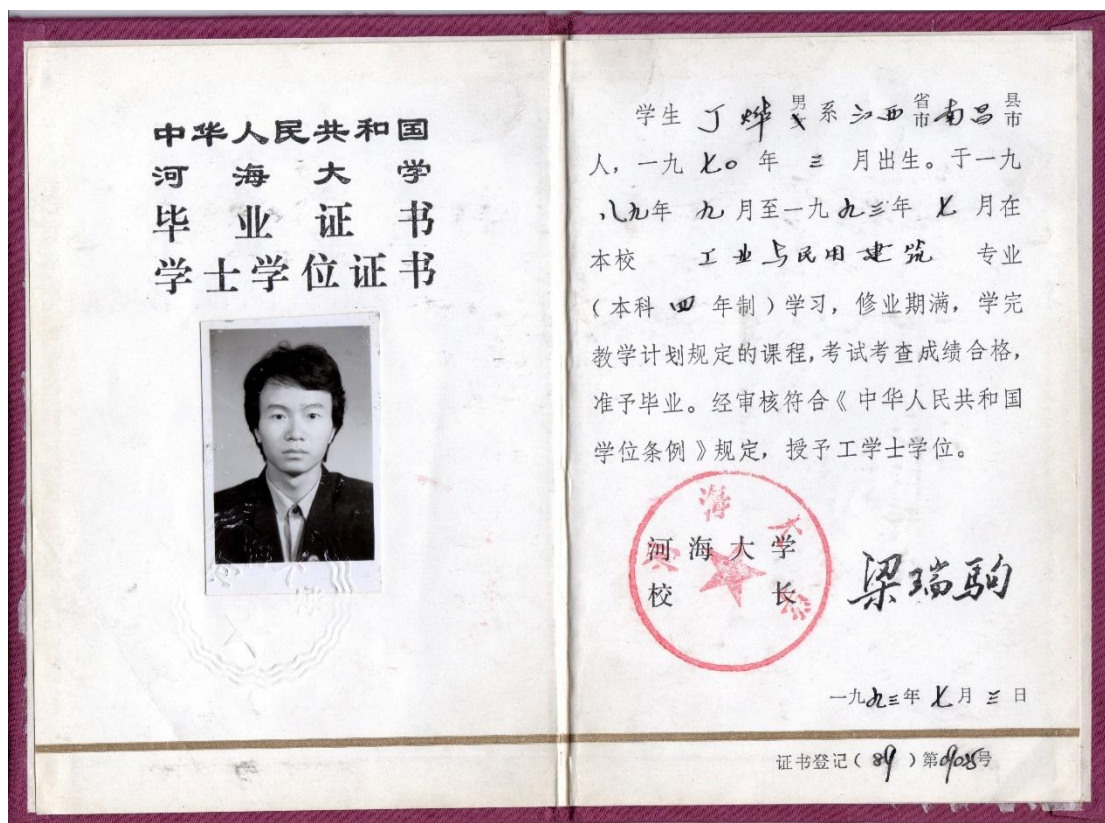 中华人民共和国
河海大学
毕业证书
学士学位证书
学生 丁烨 男 女 系 江西 省市 南昌 县市
人，一九七〇年 三 月出生。于一九
八九年 九 月至一九九三年 七 月在
本校 工业与民用建筑 专业
（本科 四 年制）学习，修业期满，学完
教学计划规定的课程，考试考查成绩合格，
准予毕业。经审核符合《中华人民共和国
学位条例》规定，授予工学士学位。
河海大学
河海大学
校长 梁瑞驹
一九九三年 七 月 三 日
证书登记（89）第 号